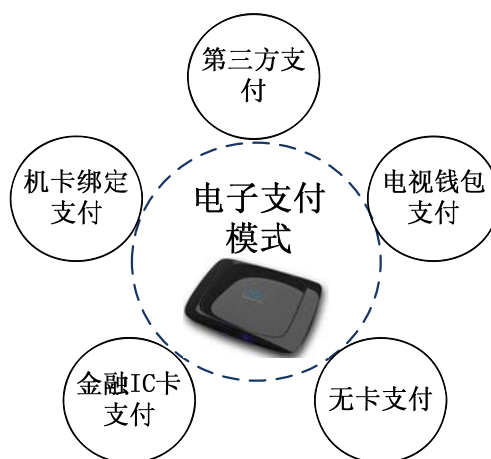 第三方支
付
机卡绑定
支付
电视钱包
支付
电子支付
模式
金融IC卡
支付
无卡支付